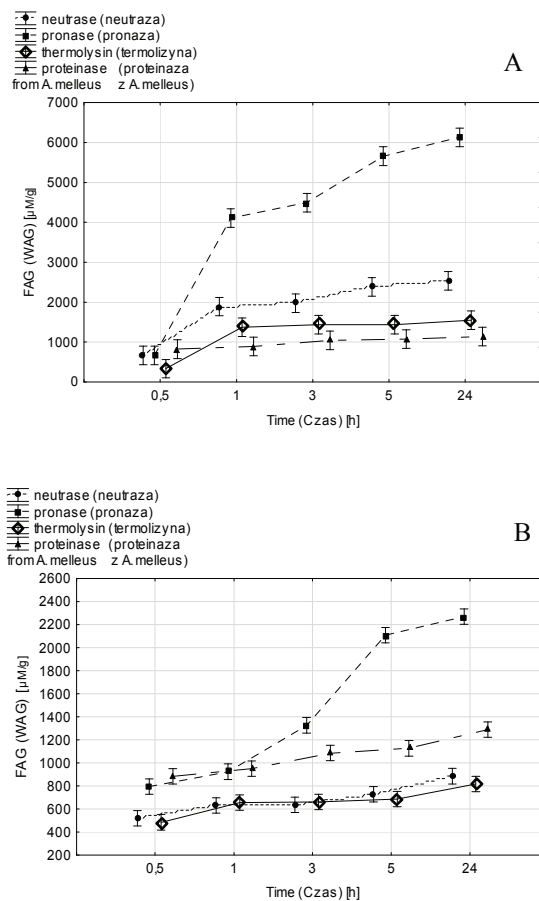 neutrase (neutraza)
pronase (pronaza)
thermolysin (termolizyna)
proteinase (proteinaza
from A.melleus z A.melleus)
A
7000
6000
5000
4000
3000
2000
1000
0
FAG (WAG) [µM/g]
0,5 1 3 5 24
Time (Czas) [h]
neutrase (neutraza)
pronase (pronaza)
thermolysin (termolizyna)
proteinase (proteinaza
from A.melleus z A.melleus)
B
2600
2400
2200
2000
1800
1600
1400
1200
1000
800
600
400
200
FAG (WAG) [µM/g]
0,5 1 3 5 24
Time (Czas) [h]